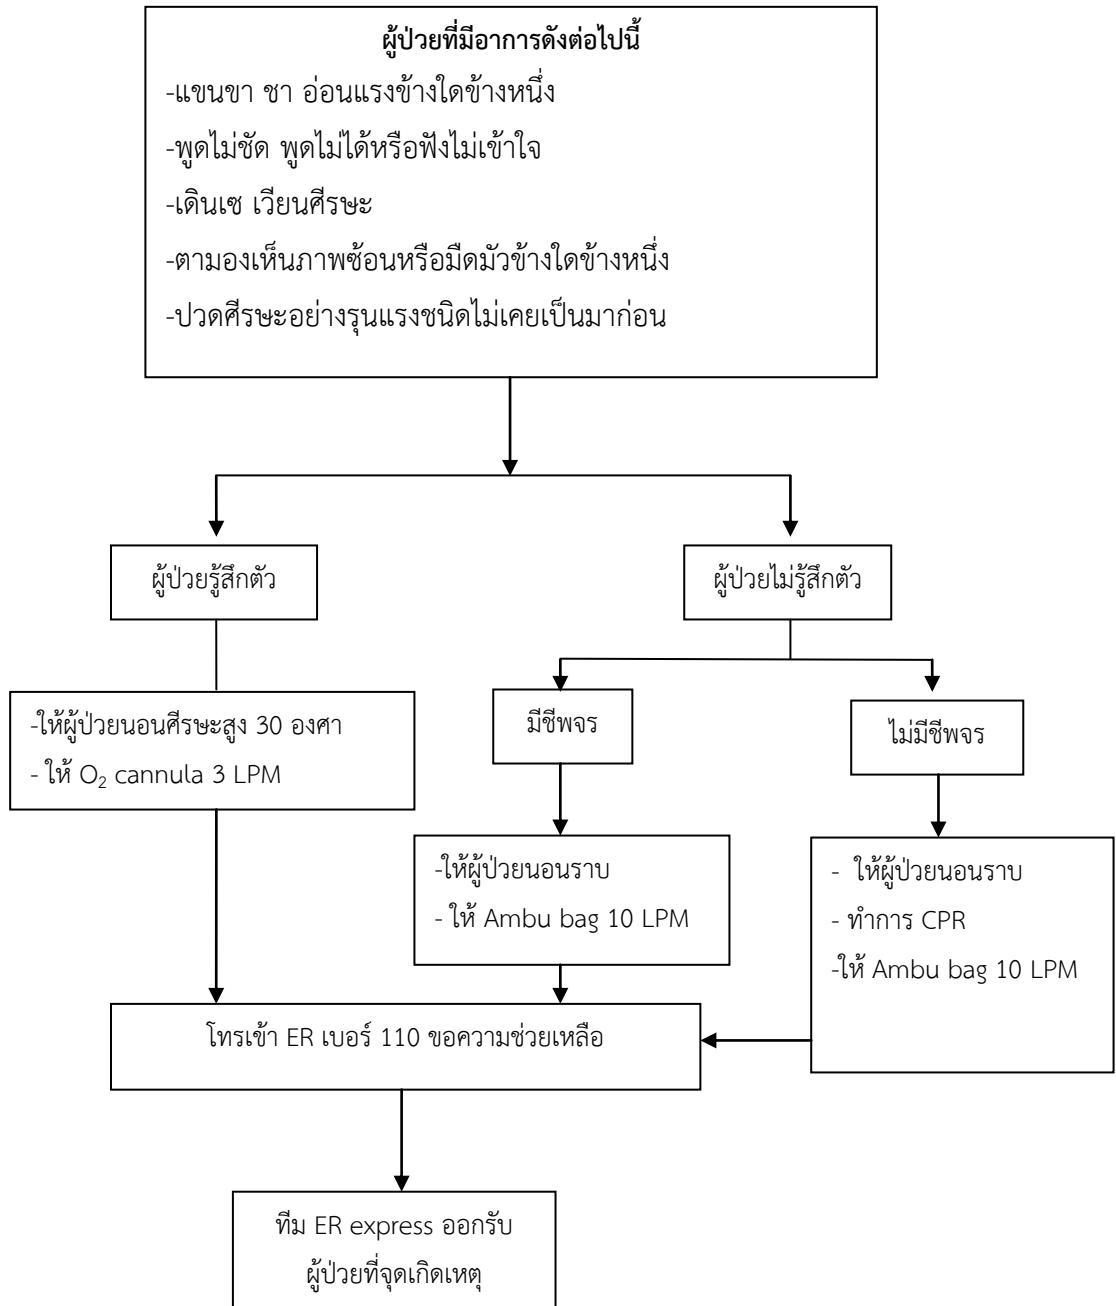 ผู้ป่วยที่มีอาการดังต่อไปนี้
-แขนขา ชา อ่อนแรงข้างใดข้างหนึ่ง
-พูดไม่ชัด พูดไม่ได้หรือฟังไม่เข้าใจ
-เดินเซ เวียนศีรษะ
-ตามองเห็นภาพซ้อนหรือมืดมัวข้างใดข้างหนึ่ง
-ปวดศีรษะอย่างรุนแรงชนิดไม่เคยเป็นมาก่อน
ผู้ป่วยรู้สึกตัว
ผู้ป่วยไม่รู้สึกตัว
-ให้ผู้ป่วยนอนศีรษะสูง 30 องศา
- ให้ O₂ cannula 3 LPM
มีชีพจร
ไม่มีชีพจร
-ให้ผู้ป่วยนอนราบ
- ให้ Ambu bag 10 LPM
- ให้ผู้ป่วยนอนราบ
- ทำการ CPR
-ให้ Ambu bag 10 LPM
โทรเข้า ER เบอร์ 110 ขอความช่วยเหลือ
ทีม ER express ออกรับ
ผู้ป่วยที่จุดเกิดเหตุ